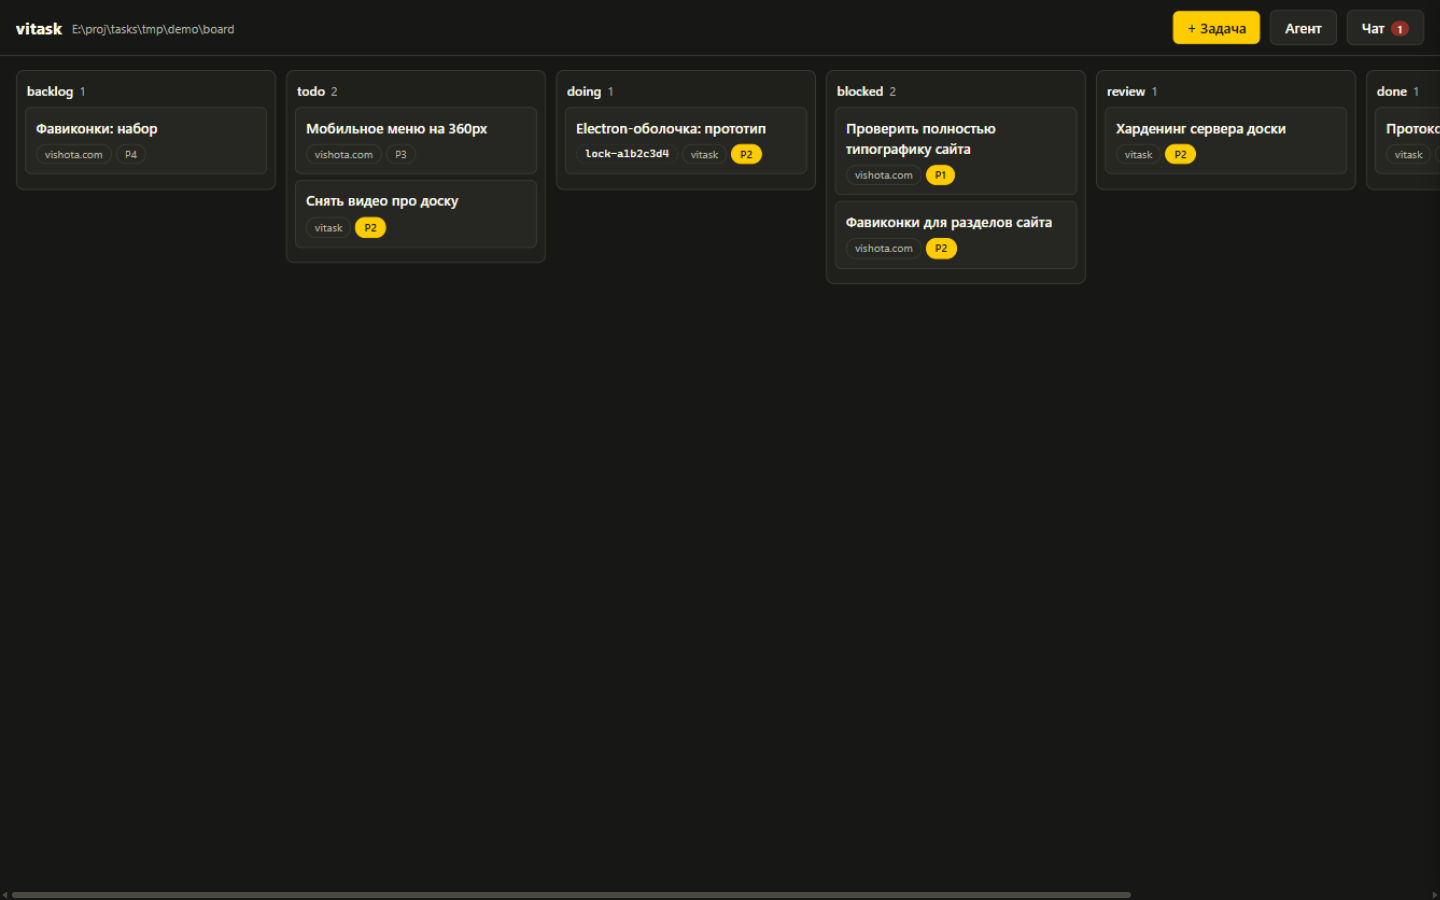 vitask E:\proj\tasks\tmp\demo\board
+ Задача
Агент
Чат 1
backlog 1
Фавиконки: набор
vishota.com P4
todo 2
Мобильное меню на 360px
vishota.com P3
Снять видео про доску
vitask P2
doing 1
Electron-оболочка: прототип
lock-a1b2c3d4 vitask P2
blocked 2
Проверить полностью
типографику сайта
vishota.com P1
Фавиконки для разделов сайта
vishota.com P2
review 1
Харденинг сервера доски
vitask P2
done 1
vitask